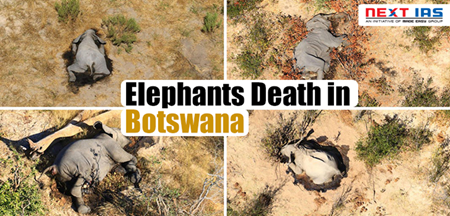 NEXT IAS
AN INITIATIVE OF MADE EASY GROUP
Elephants Death in
Botswana